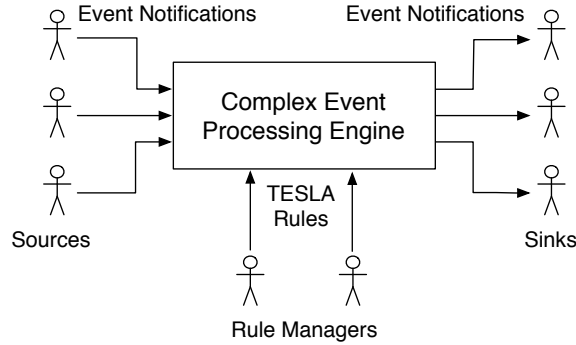 Event Notifications
Event Notifications
Complex Event
Processing Engine
TESLA
Rules
Sources
Sinks
Rule Managers